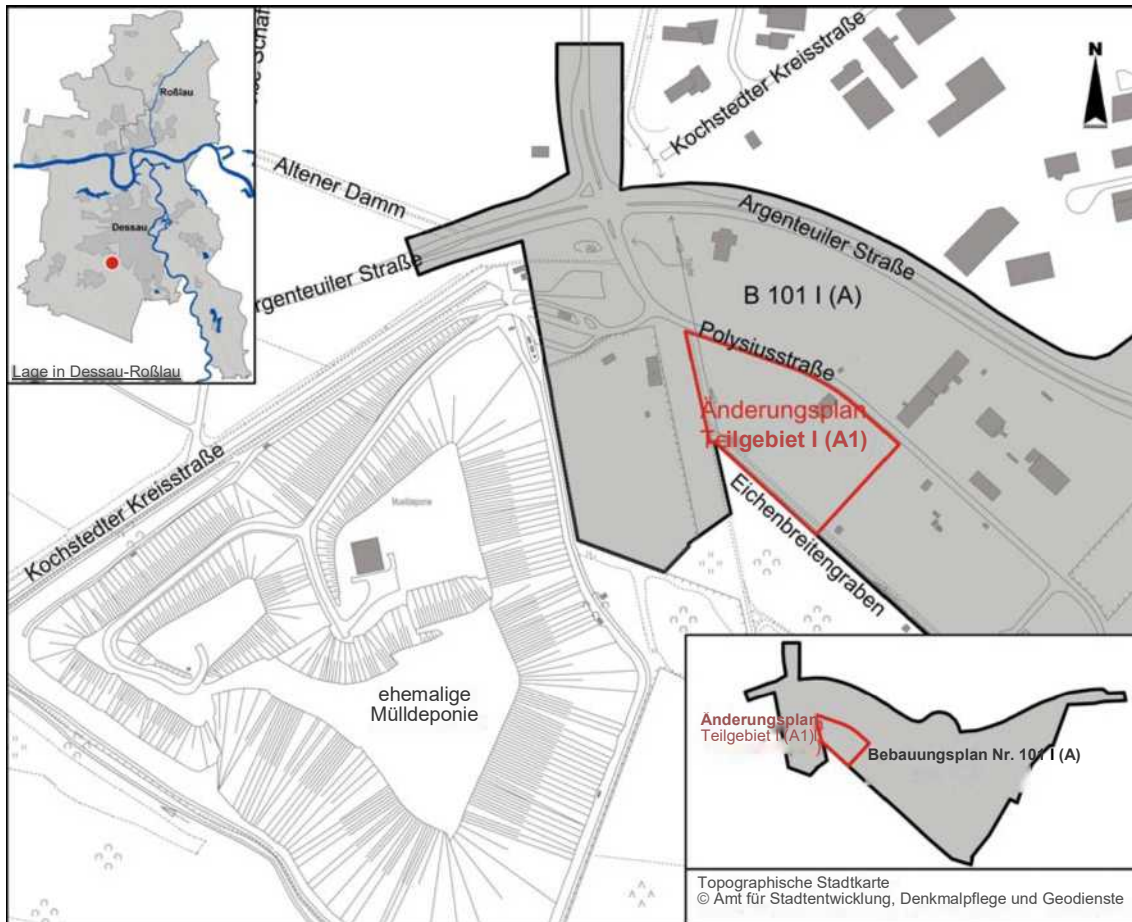 Roßlau
Dessau
Lage in Dessau-Roßlau
Altener Damm
Kochstedter Kreisstraße
N
Argenteuiler Straße
rgenteuiler Straße
B 101 I (A)
Polysiusstraße
Änderungsplan
Teilgebiet I (A1)
Eichenbreitengraben
Kochstedter Kreisstraße
ehemalige
Mülldeponie
Änderungsplan
Teilgebiet I (A1)
Bebauungsplan Nr. 101 I (A)
Topographische Stadtkarte
© Amt für Stadtentwicklung, Denkmalpflege und Geodienste